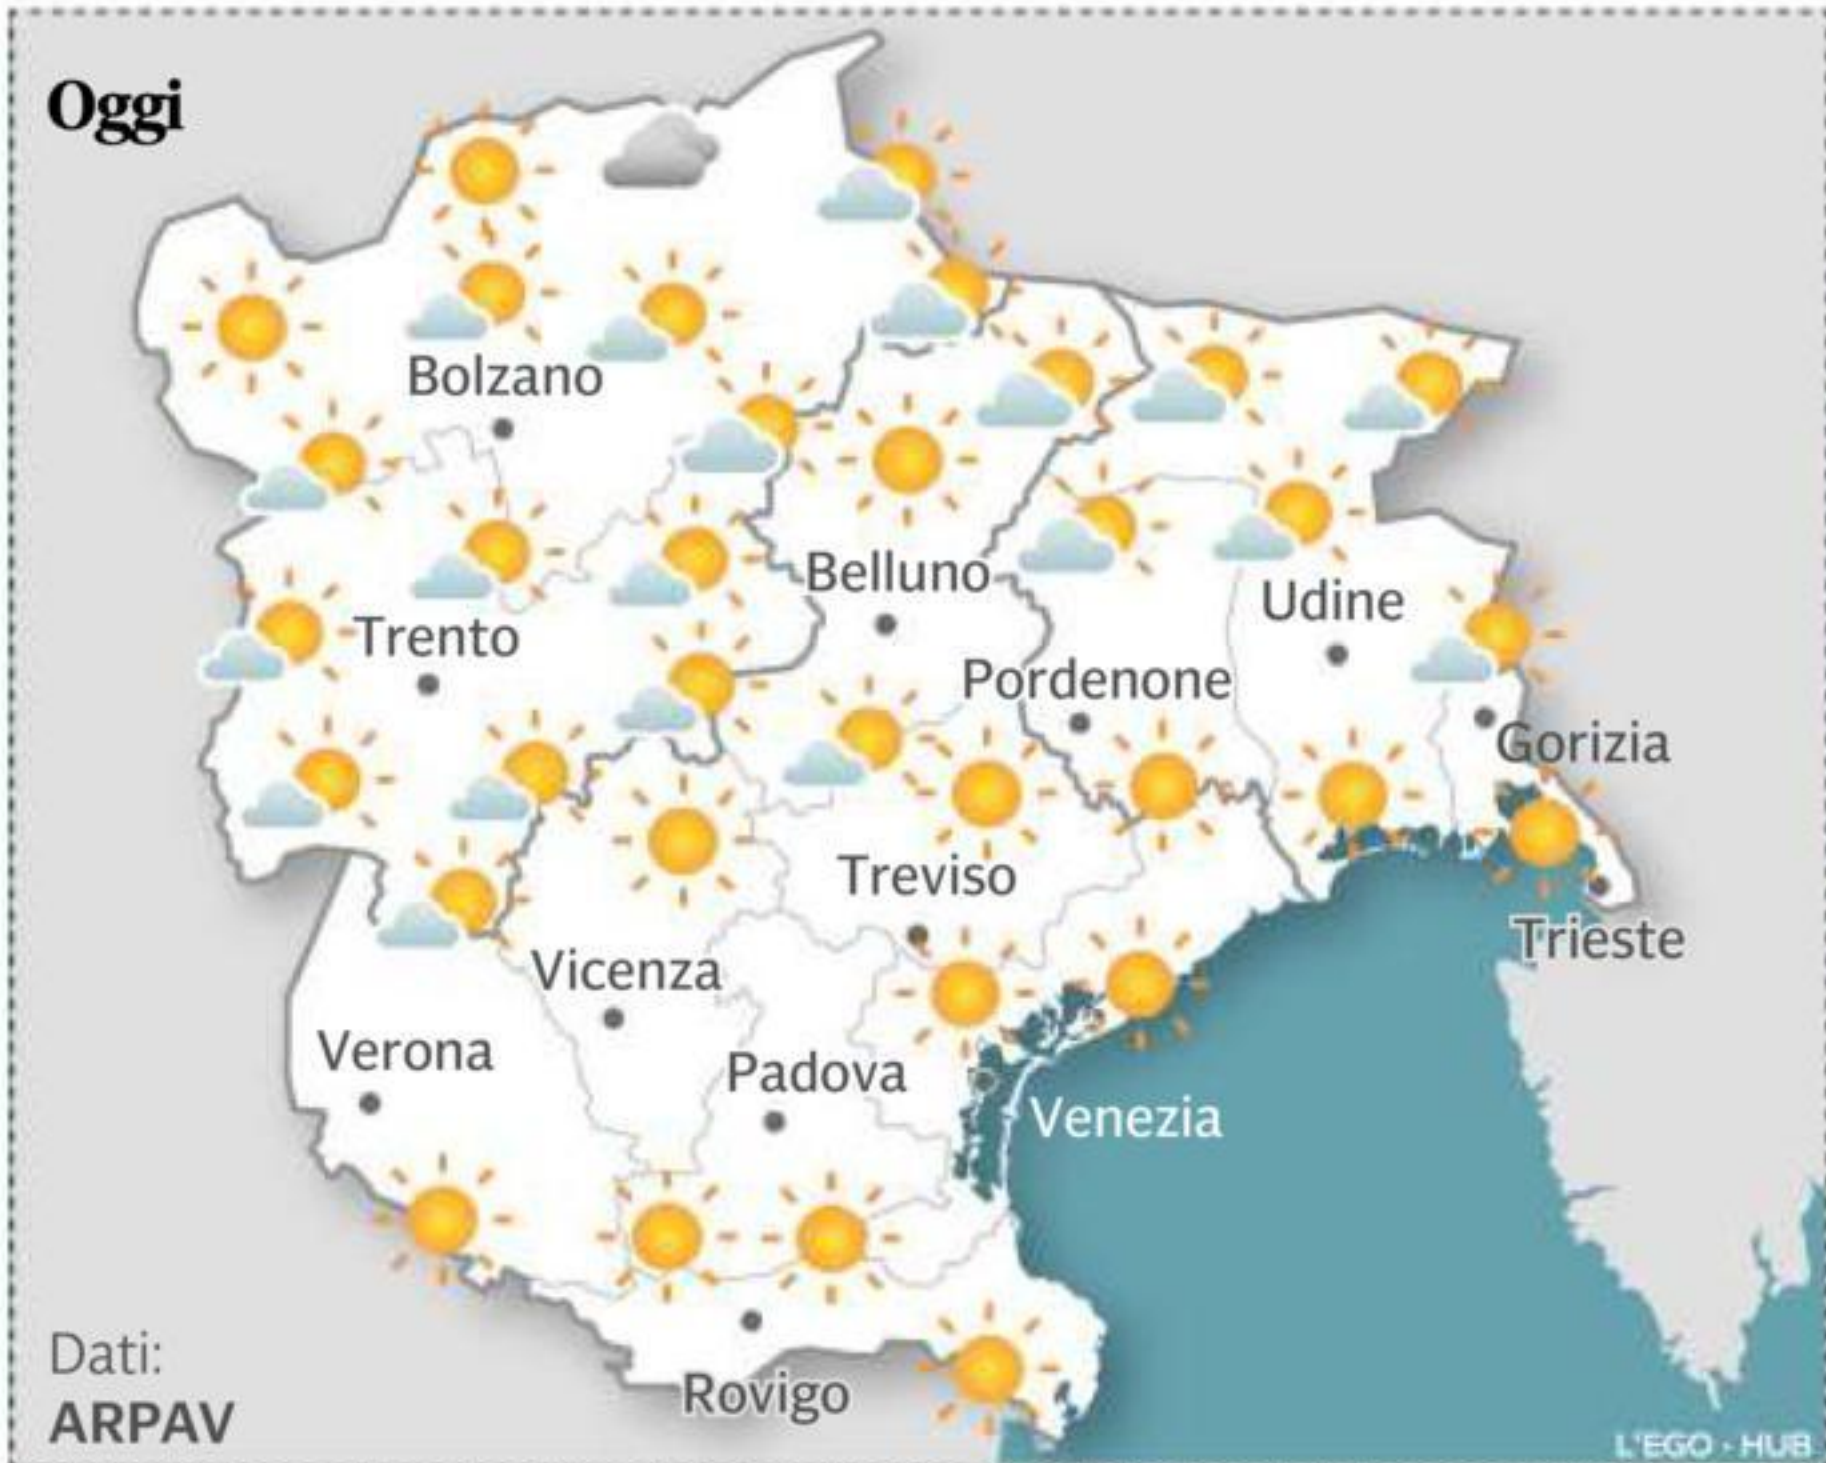 Oggi
Bolzano
Belluno
Udine
Trento
Pordenone
Gorizia
Treviso
Trieste
Vicenza
Verona
Padova
Venezia
Dati:
ARPAV
Rovigo
L'EGO - HUB